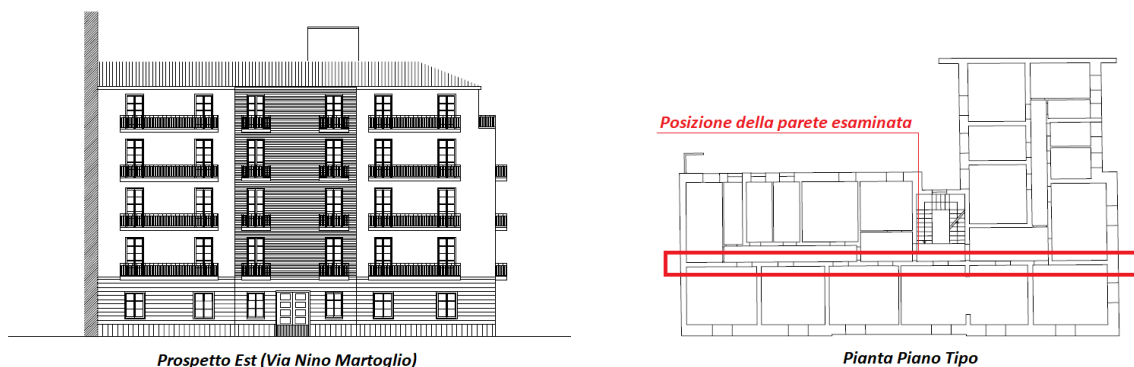 Posizione della parete esaminata
Prospetto Est (Via Nino Martoglio)
Pianta Piano Tipo